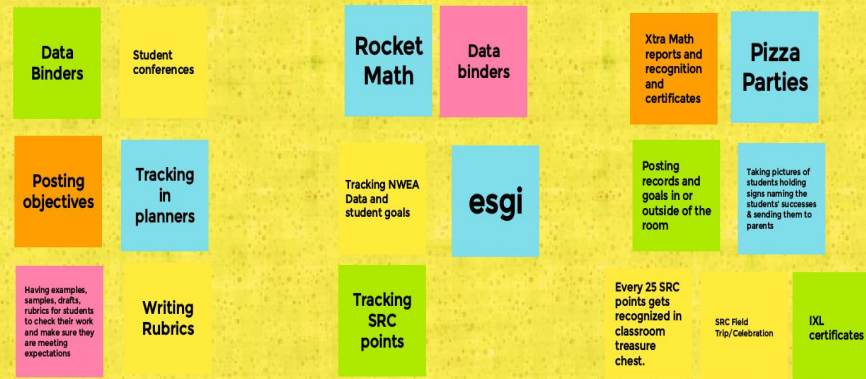 Data
Binders
Student
conferences
Rocket
Math
Data
binders
Xtra Math
reports and
recognition
and
certificates
Pizza
Parties
Posting
objectives
Tracking
in
planners
Tracking NWEA
Data and
student goals
esgi
Posting
records and
goals in or
outside of the
room
Taking pictures of
students holding
signs naming the
students' successes
& sending them to
parents
Having examples,
samples, drafts,
rubrics for students
to check their work
and make sure they
are meeting
expectations
Writing
Rubrics
Tracking
SRC
points
Every 25 SRC
points gets
recognized in
classroom
treasure
chest.
SRC Field
Trip/Celebration
IXL
certificates